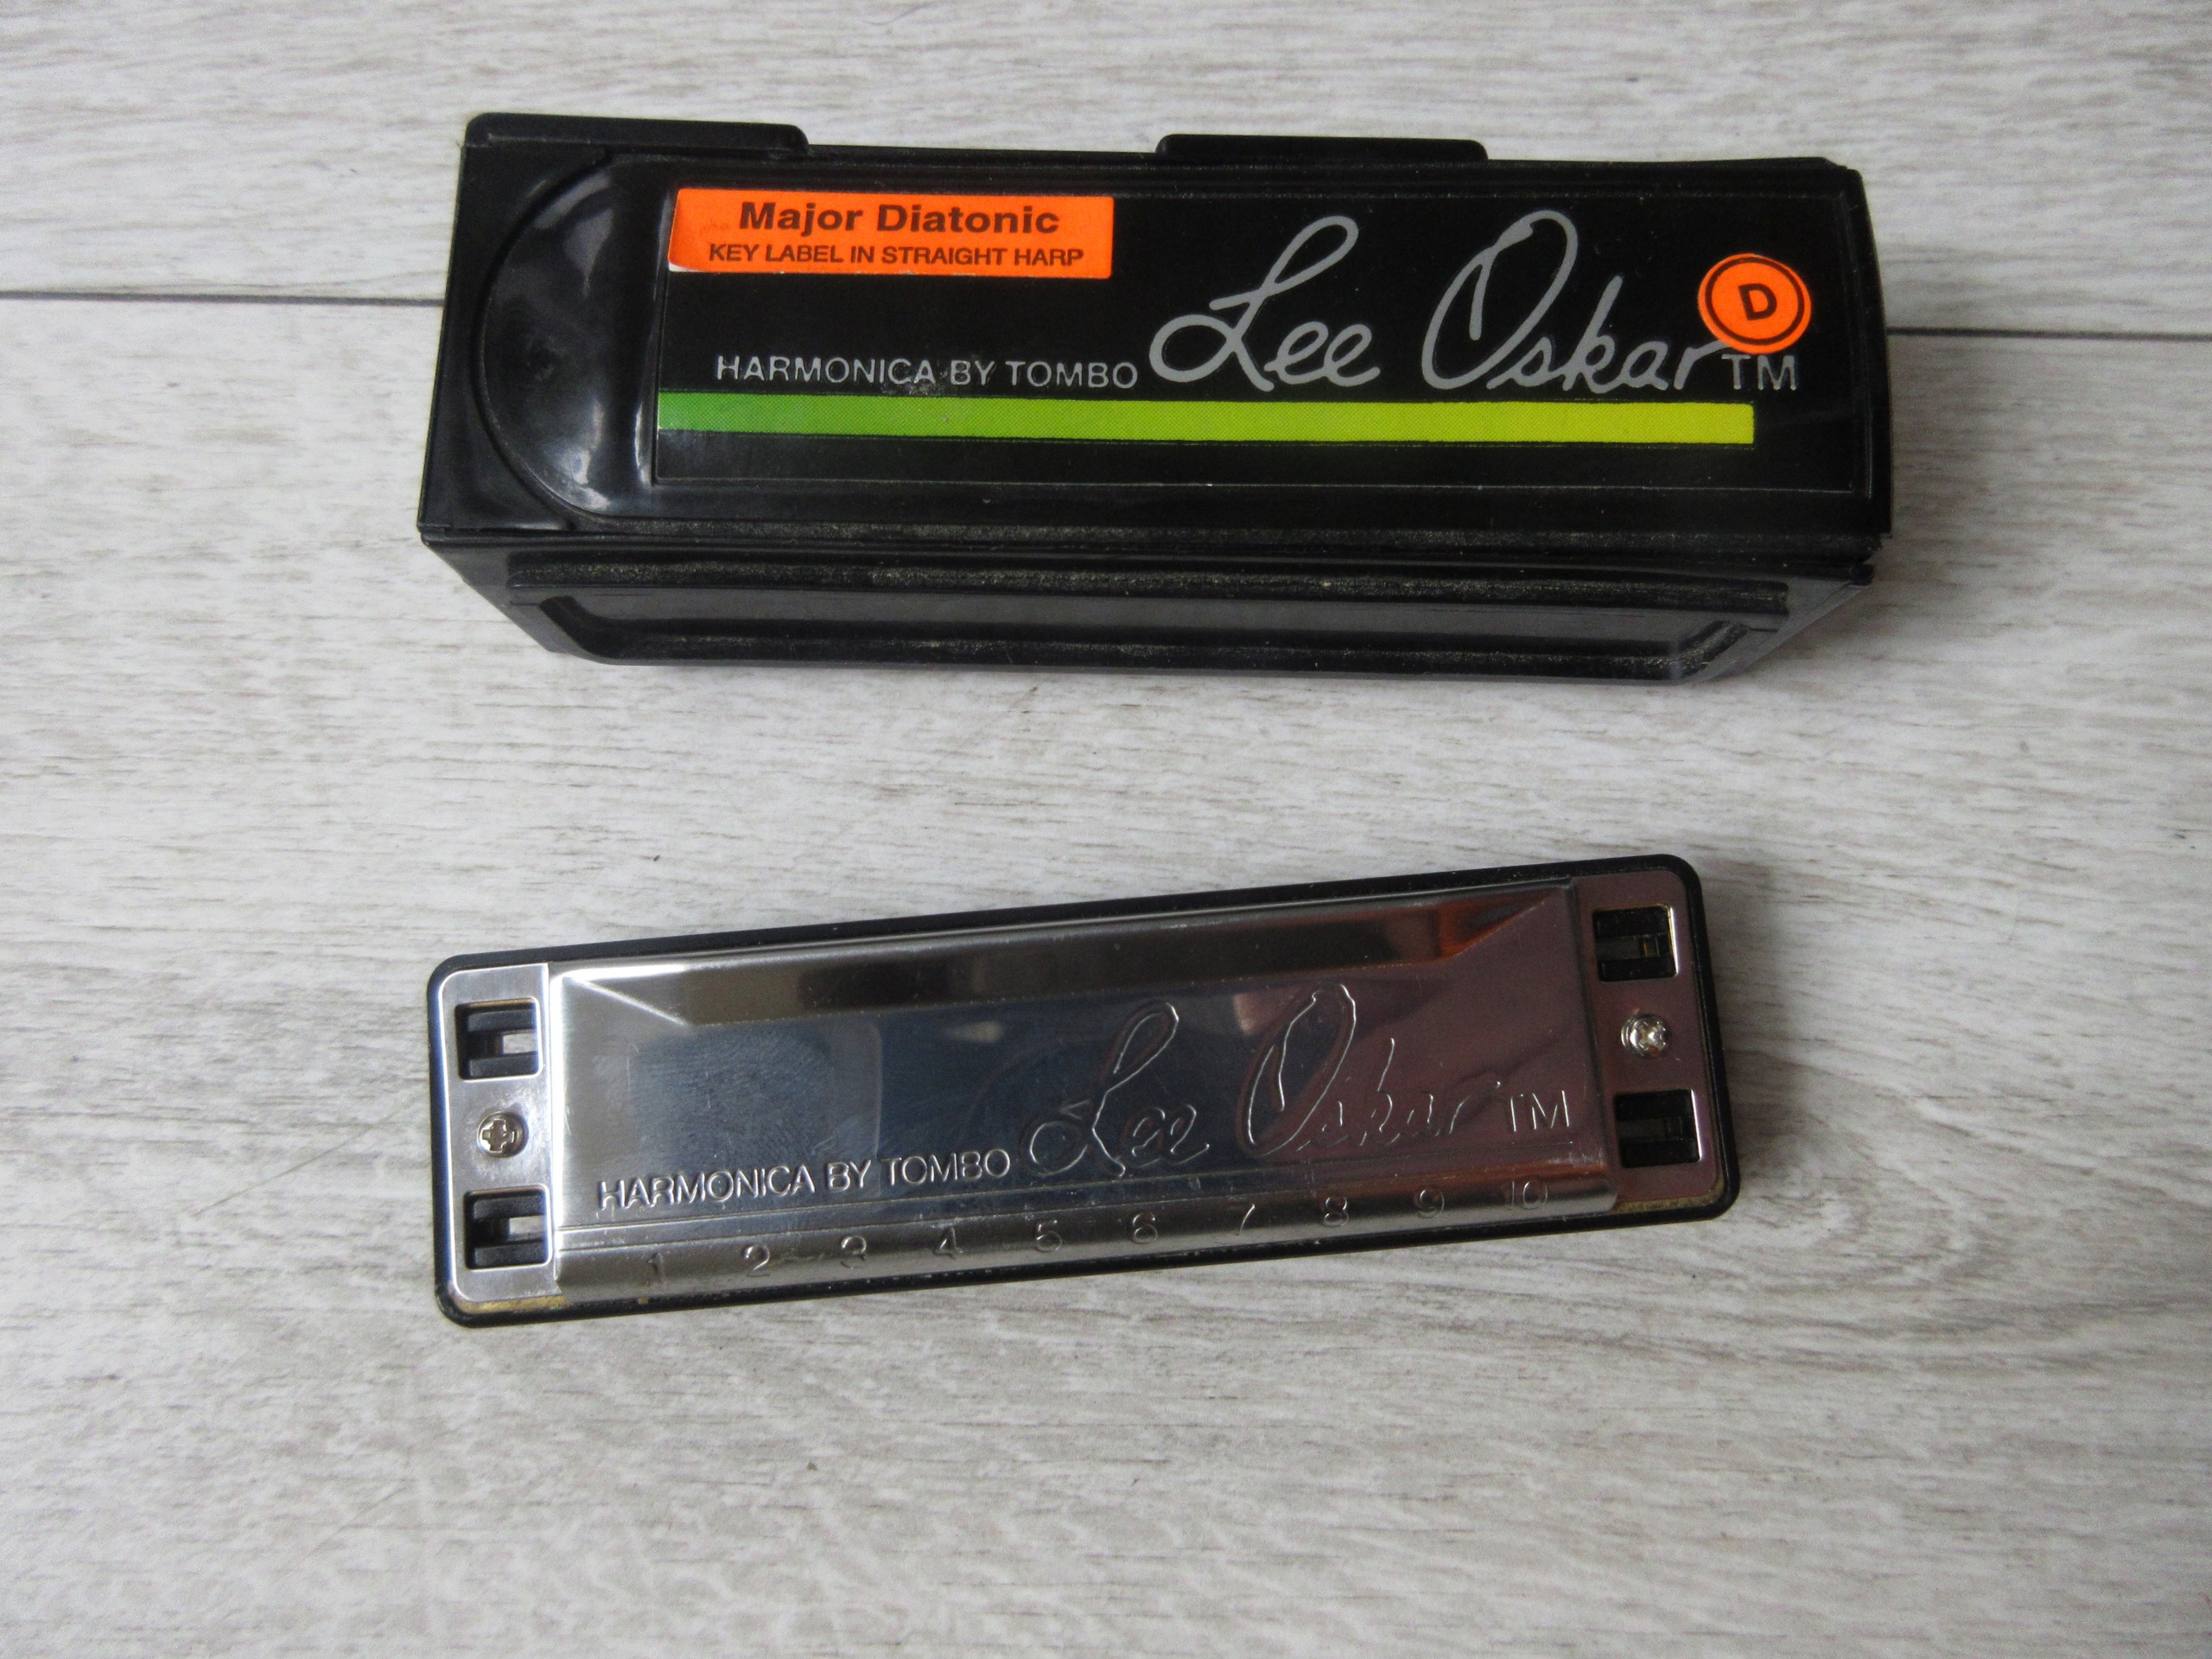 Major Diatonic
KEY LABEL IN STRAIGHT HARP
D
HARMONICA BY TOMBO Lee Oskar TM
HARMONICA BY TOMBO Lee Oskar TM
1 2 3 4 5 6 7 8 9 10